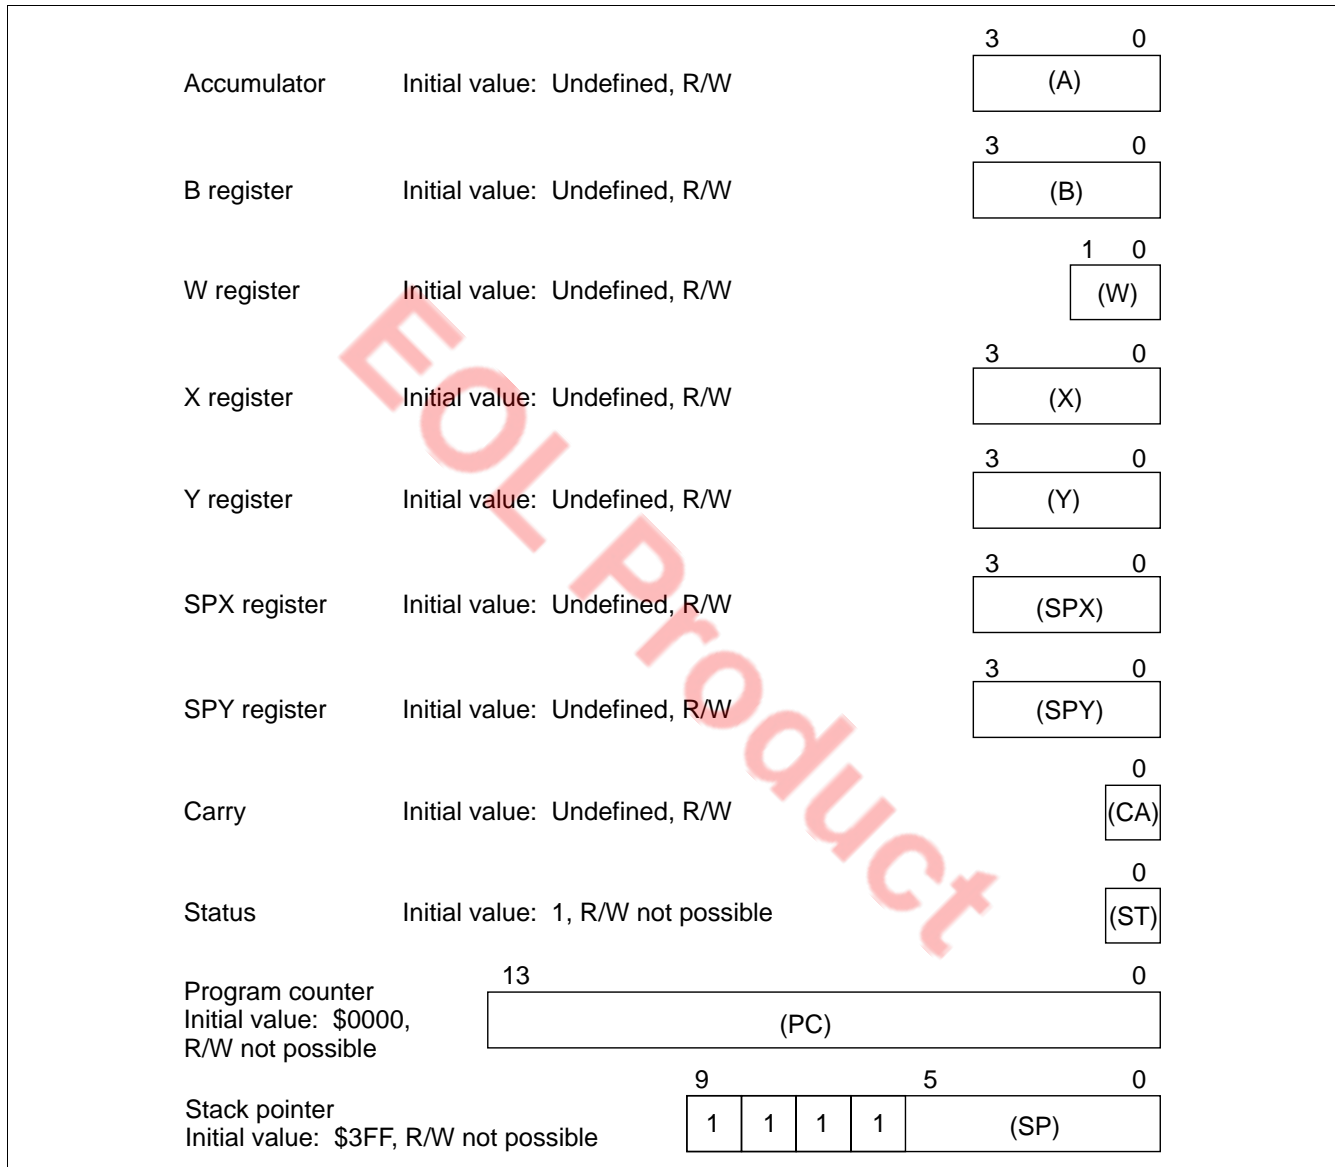 3 0
Accumulator Initial value: Undefined, R/W (A)
3 0
B register Initial value: Undefined, R/W (B)
1 0
W register Initial value: Undefined, R/W (W)
3 0
X register Initial value: Undefined, R/W (X)
3 0
Y register Initial value: Undefined, R/W (Y)
3 0
SPX register Initial value: Undefined, R/W (SPX)
3 0
SPY register Initial value: Undefined, R/W (SPY)
0
Carry Initial value: Undefined, R/W (CA)
0
Status Initial value: 1, R/W not possible (ST)
13 0
Program counter
Initial value: $0000, (PC)
R/W not possible
9 5 0
Stack pointer
Initial value: $3FF, R/W not possible 1 1 1 1 (SP)
EOL Product